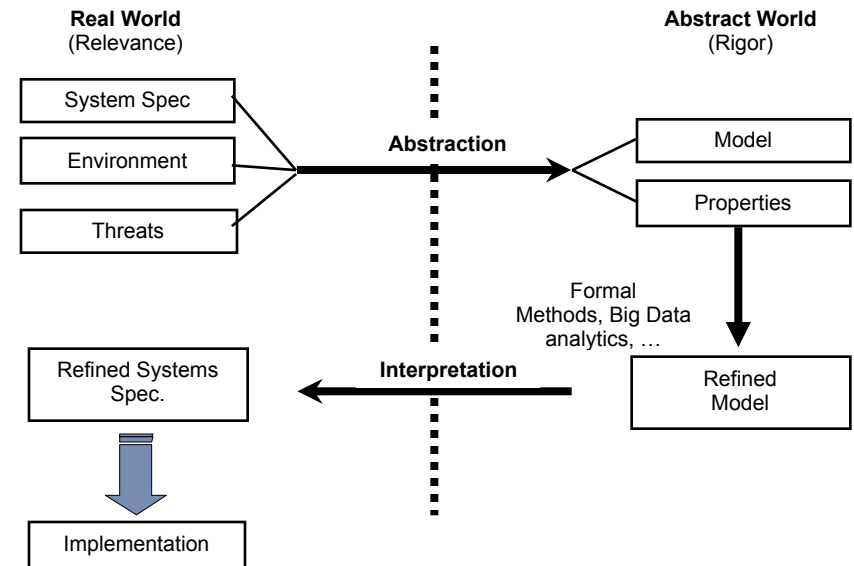 Real World
(Relevance)
Abstract World
(Rigor)
System Spec
Environment
Threats
Abstraction
Model
Properties
Formal
Methods, Big Data
analytics, …
Refined Systems
Spec.
Interpretation
Refined
Model
Implementation